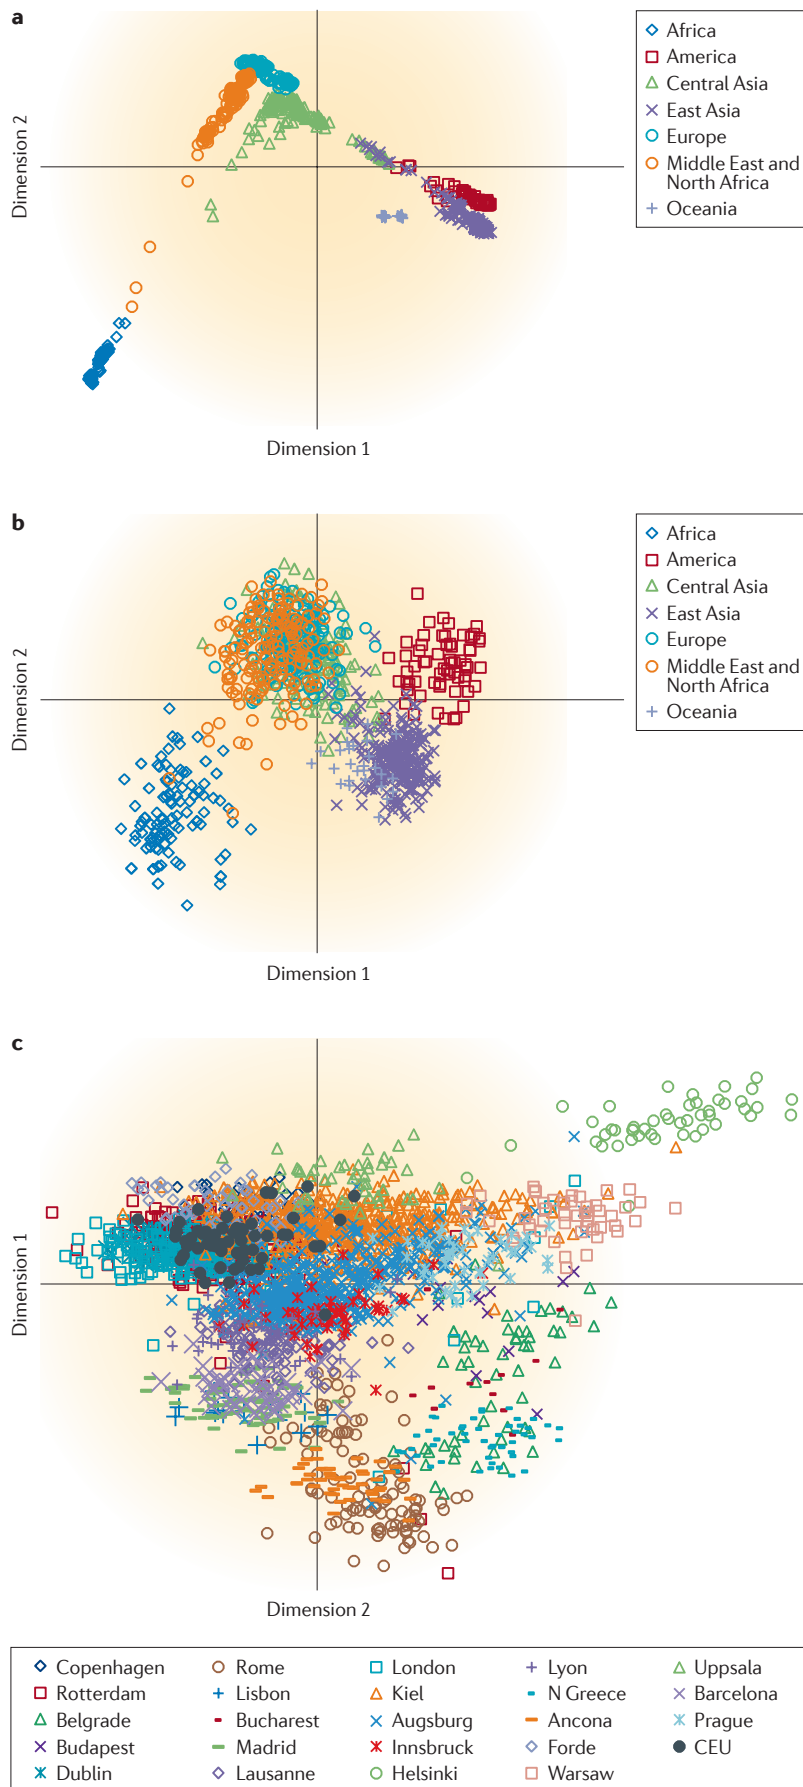 a
Dimension 2
Dimension 1
Africa
America
Central Asia
East Asia
Europe
Middle East and
North Africa
Oceania
b
Dimension 2
Dimension 1
Africa
America
Central Asia
East Asia
Europe
Middle East and
North Africa
Oceania
c
Dimension 1
Dimension 2
Copenhagen
Rotterdam
Belgrade
Budapest
Dublin
Rome
Lisbon
Bucharest
Madrid
Lausanne
London
Kiel
Augsburg
Innsbruck
Helsinki
Lyon
N Greece
Ancona
Forde
Warsaw
Uppsala
Barcelona
Prague
CEU